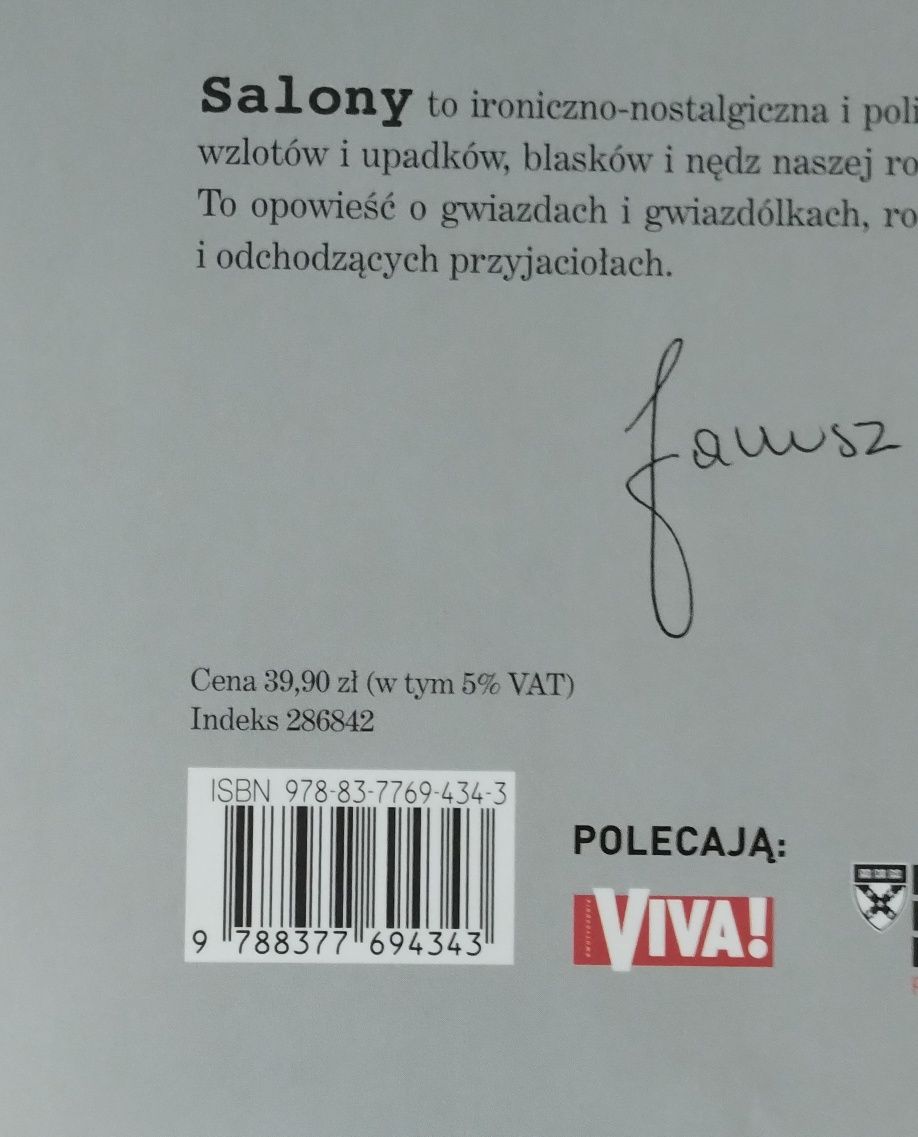 Salony to ironiczno-nostalgiczna i poli
wzlotów i upadków, blasków i nędz naszej ro
To opowieść o gwiazdach i gwiazdólkach, ro
i odchodzących przyjaciołach.
Janusz
Cena 39,90 zł (w tym 5% VAT)
Indeks 286842
ISBN 978-83-7769-434-3
9 788377 694343
POLECAJĄ:
VIVA!